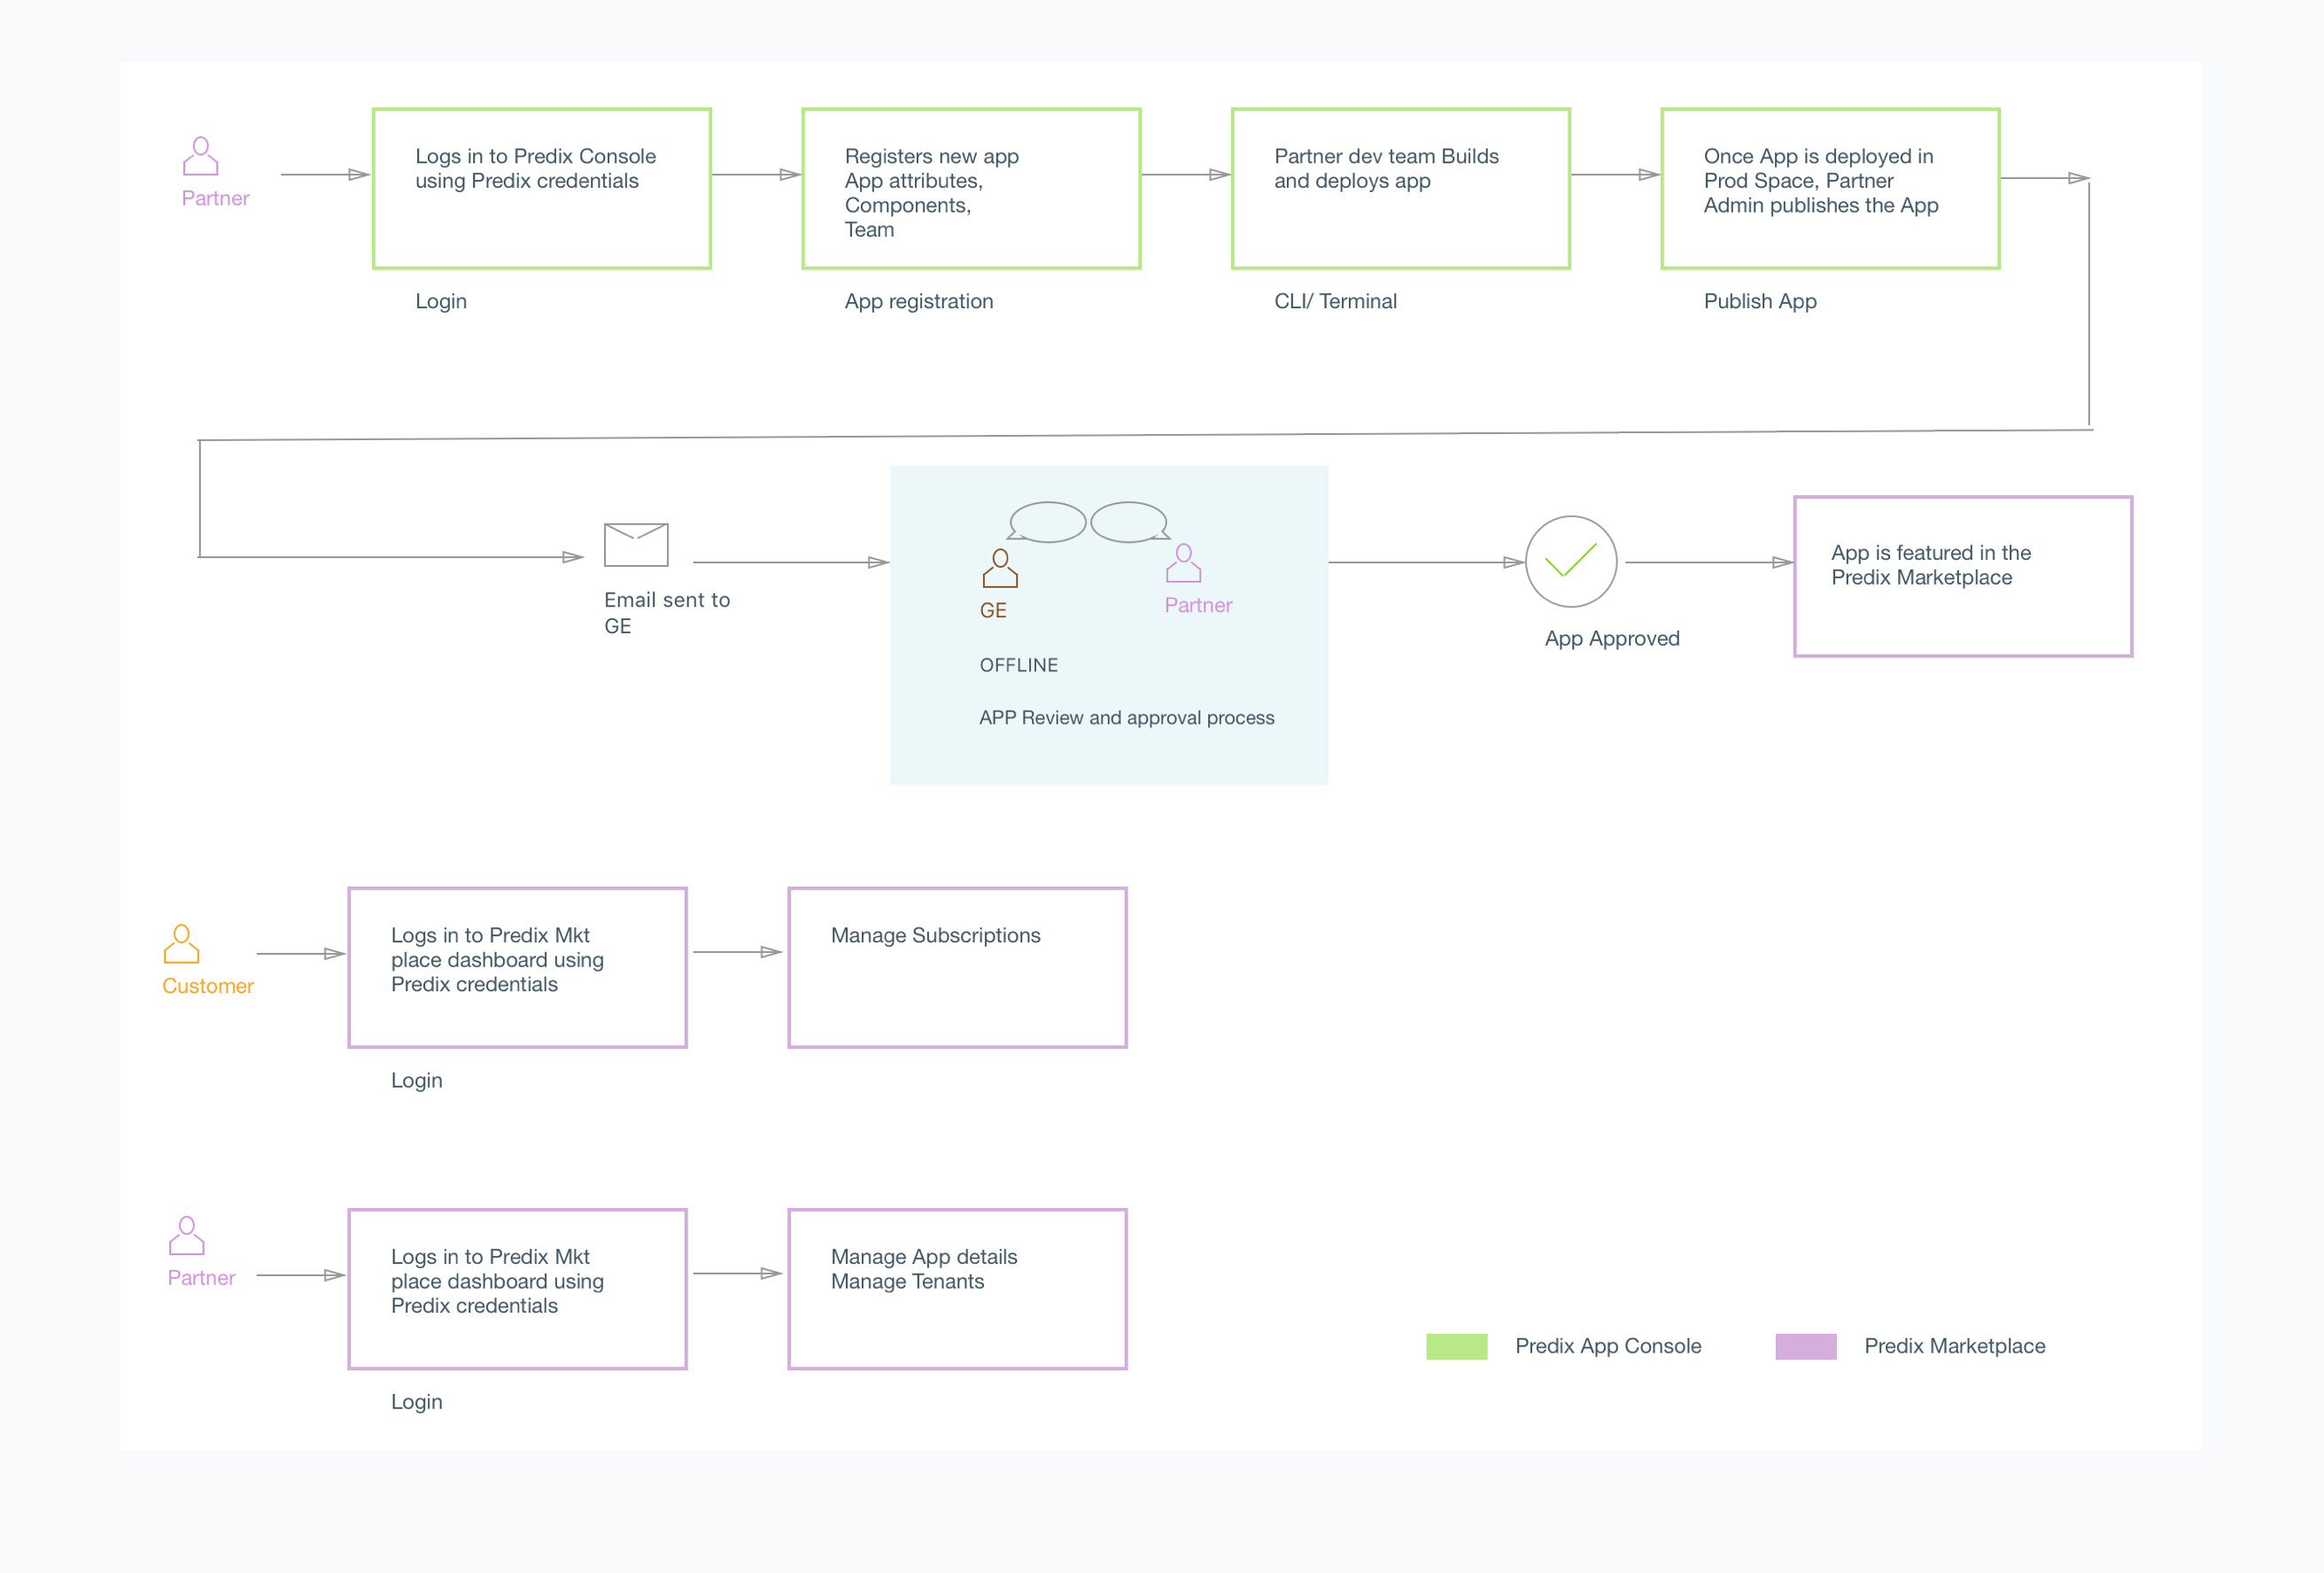 Partner
Logs in to Predix Console
using Predix credentials
Login
Registers new app
App attributes,
Components,
Team
App registration
Partner dev team Builds
and deploys app
CLI/ Terminal
Once App is deployed in
Prod Space, Partner
Admin publishes the App
Publish App
Email sent to
GE
GE
Partner
OFFLINE
APP Review and approval process
App Approved
App is featured in the
Predix Marketplace
Customer
Logs in to Predix Mkt
place dashboard using
Predix credentials
Login
Manage Subscriptions
Partner
Logs in to Predix Mkt
place dashboard using
Predix credentials
Login
Manage App details
Manage Tenants
Predix App Console
Predix Marketplace